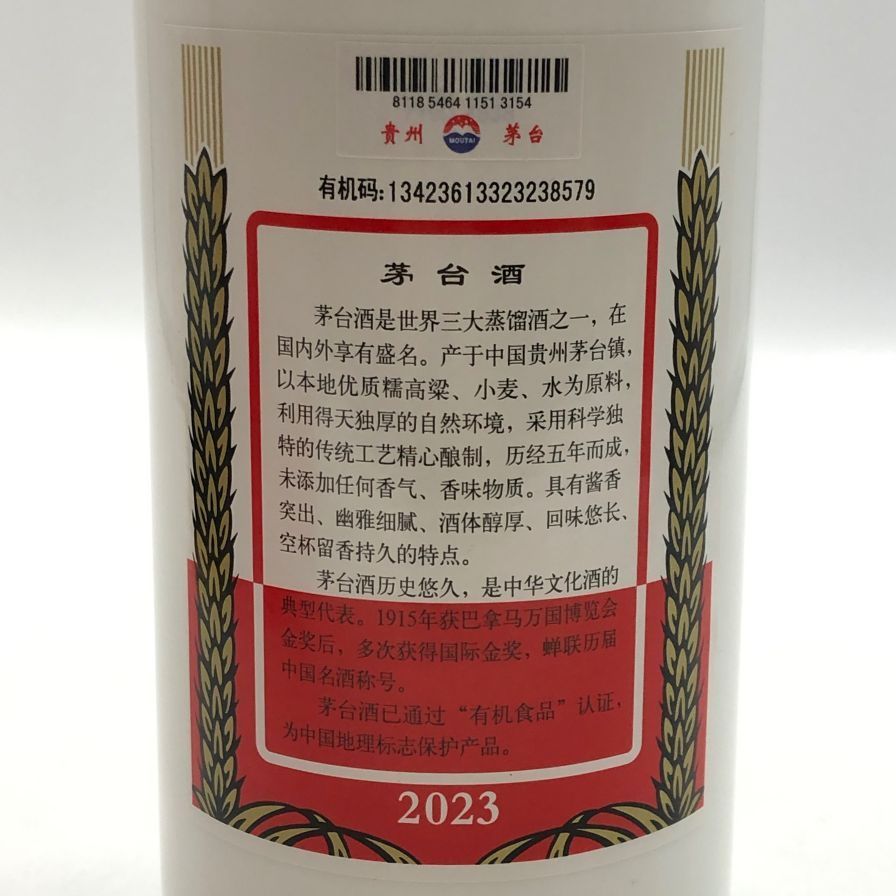 8118 5464 1151 3154
贵州 MOUTAI 茅台
有机码:13423613323238579
茅台酒
茅台酒是世界三大蒸馏酒之一，在
国内外享有盛名。产于中国贵州茅台镇，
以本地优质糯高粱、小麦、水为原料，
利用得天独厚的自然环境，采用科学独
特的传统工艺精心酿制，历经五年而成，
未添加任何香气、香味物质。具有酱香
突出、幽雅细腻、酒体醇厚、回味悠长、
空杯留香持久的特点。
茅台酒历史悠久，是中华文化酒的
典型代表。1915年获巴拿马万国博览会
金奖后，多次获得国际金奖，蝉联历届
中国名酒称号。
茅台酒已通过“有机食品”认证，
为中国地理标志保护产品。
2023